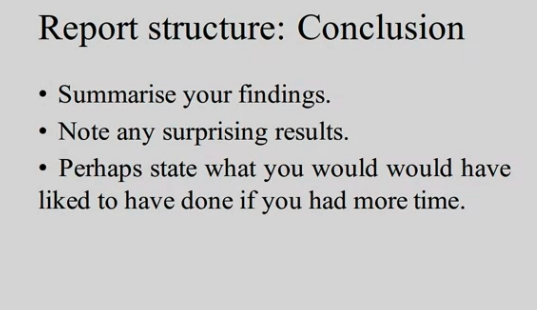 Report structure: Conclusion
• Summarise your findings.
• Note any surprising results.
• Perhaps state what you would would have
liked to have done if you had more time.